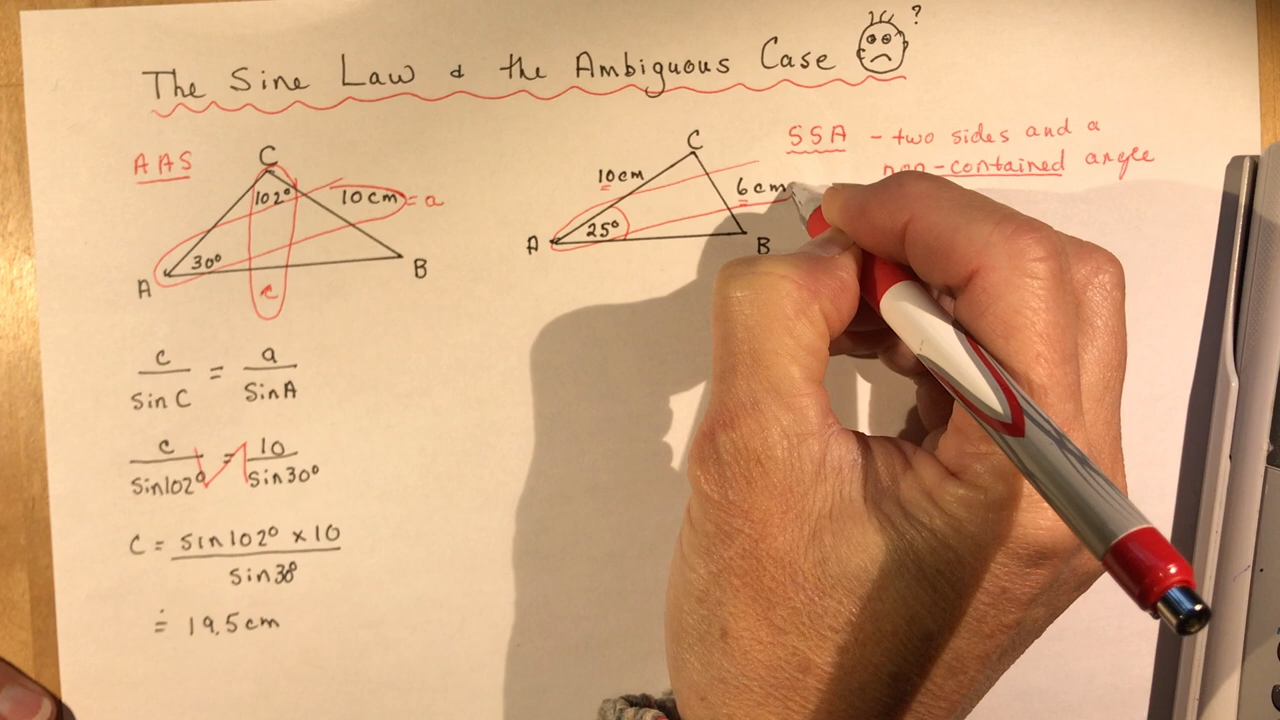 The Sine Law & the Ambiguous Case ?
AAS
C
102°
10cm = a
30°
A
B
c
C
10cm
6cm
25°
A
B
SSA - two sides and a
non-contained angle
c/sin C = a/sin A
c/sin102° = 10/sin30°
C = sin102° x 10 / sin30
≐ 19.5cm